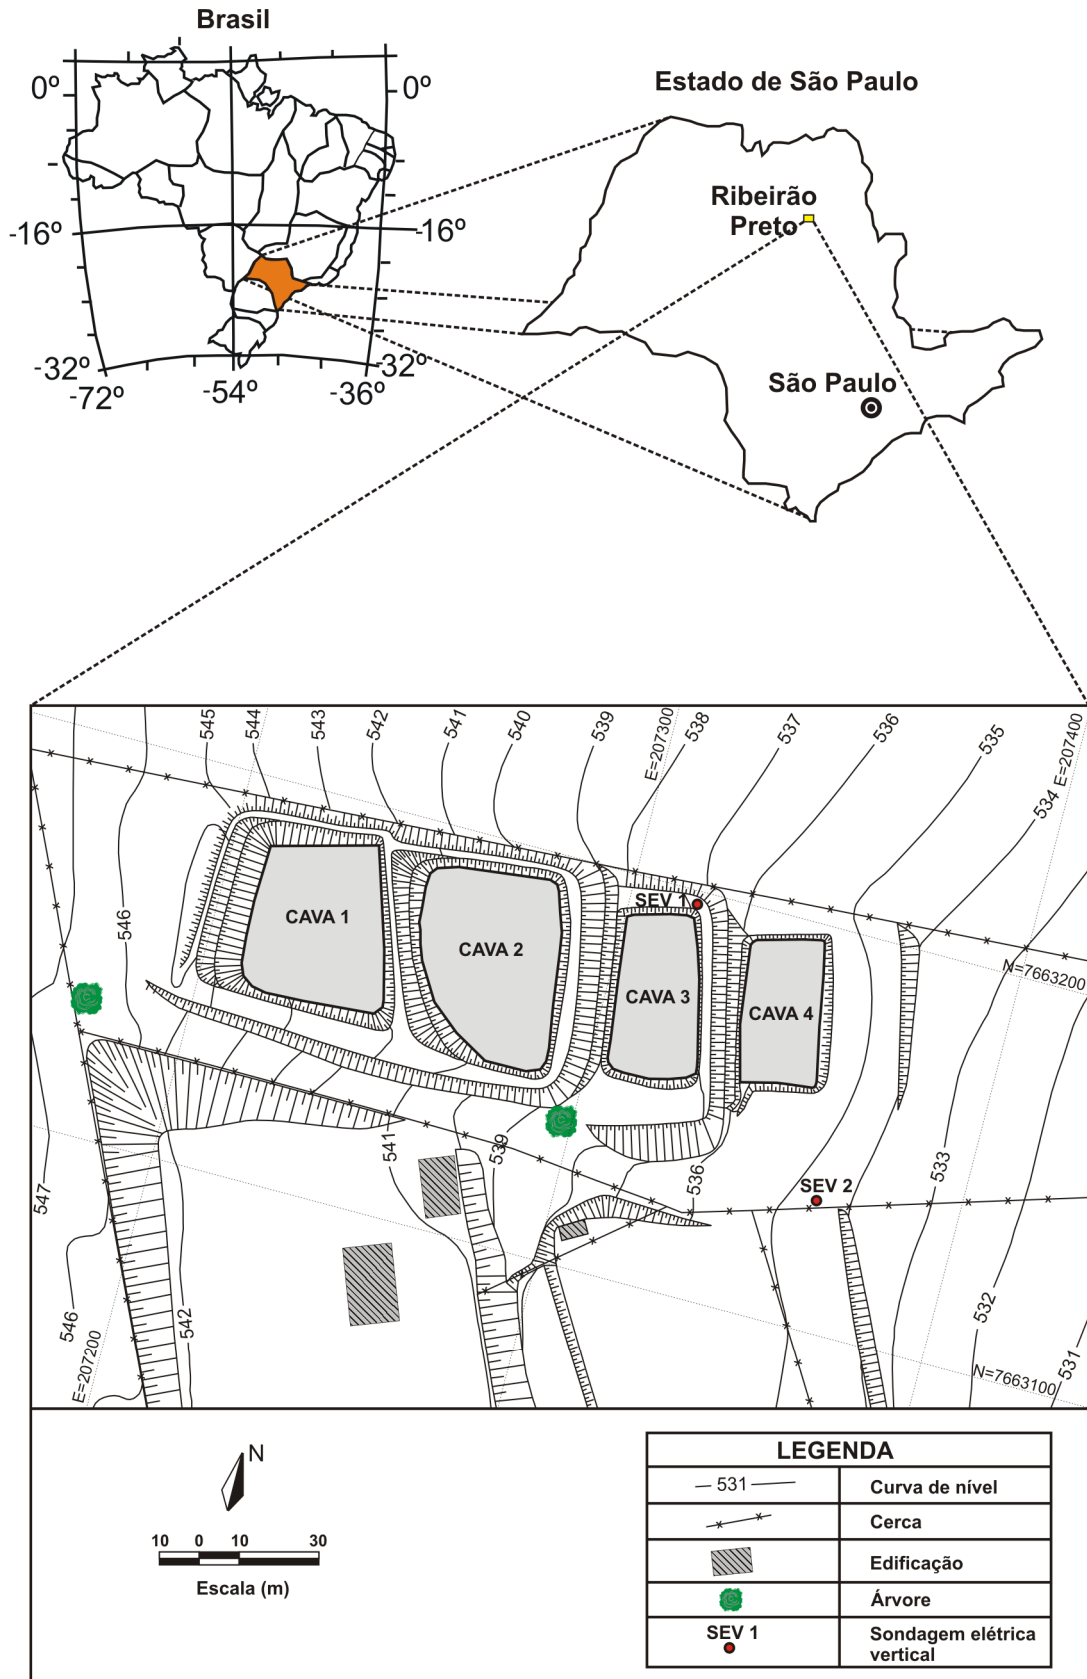 Brasil
0º
0º
-16º
-16º
-32º
-32º
-72º
-54º
-36º
Estado de São Paulo
Ribeirão
Preto
São Paulo
545
544
543
542
541
540
539
E=207300
538
537
536
535
534
E=207400
546
CAVA 1
CAVA 2
SEV 1
CAVA 3
CAVA 4
N=7663200
547
541
539
536
SEV 2
533
546
E=207200
542
532
531
N=7663100
N
10 0 10 30
Escala (m)
LEGENDA
531
Curva de nível
Cerca
Edificação
Árvore
SEV 1
Sondagem elétrica
vertical